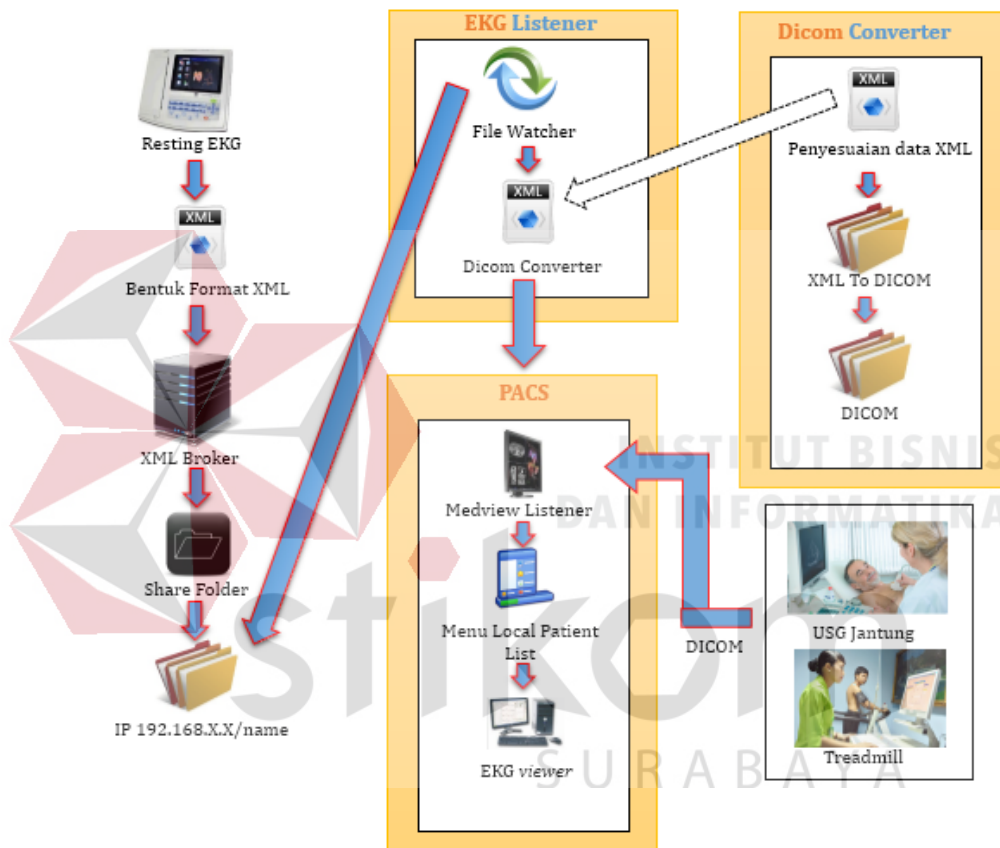 EKG Listener
Dicom Converter
Resting EKG
XML
Bentuk Format XML
XML Broker
Share Folder
IP 192.168.X.X/name
File Watcher
XML
Dicom Converter
XML
Penyesuaian data XML
XML To DICOM
DICOM
PACS
Medview Listener
Menu Local Patient
List
EKG viewer
DICOM
USG Jantung
Treadmill
INSTITUT BISNIS
DAN INFORMATIKA
stikom
SURABAYA